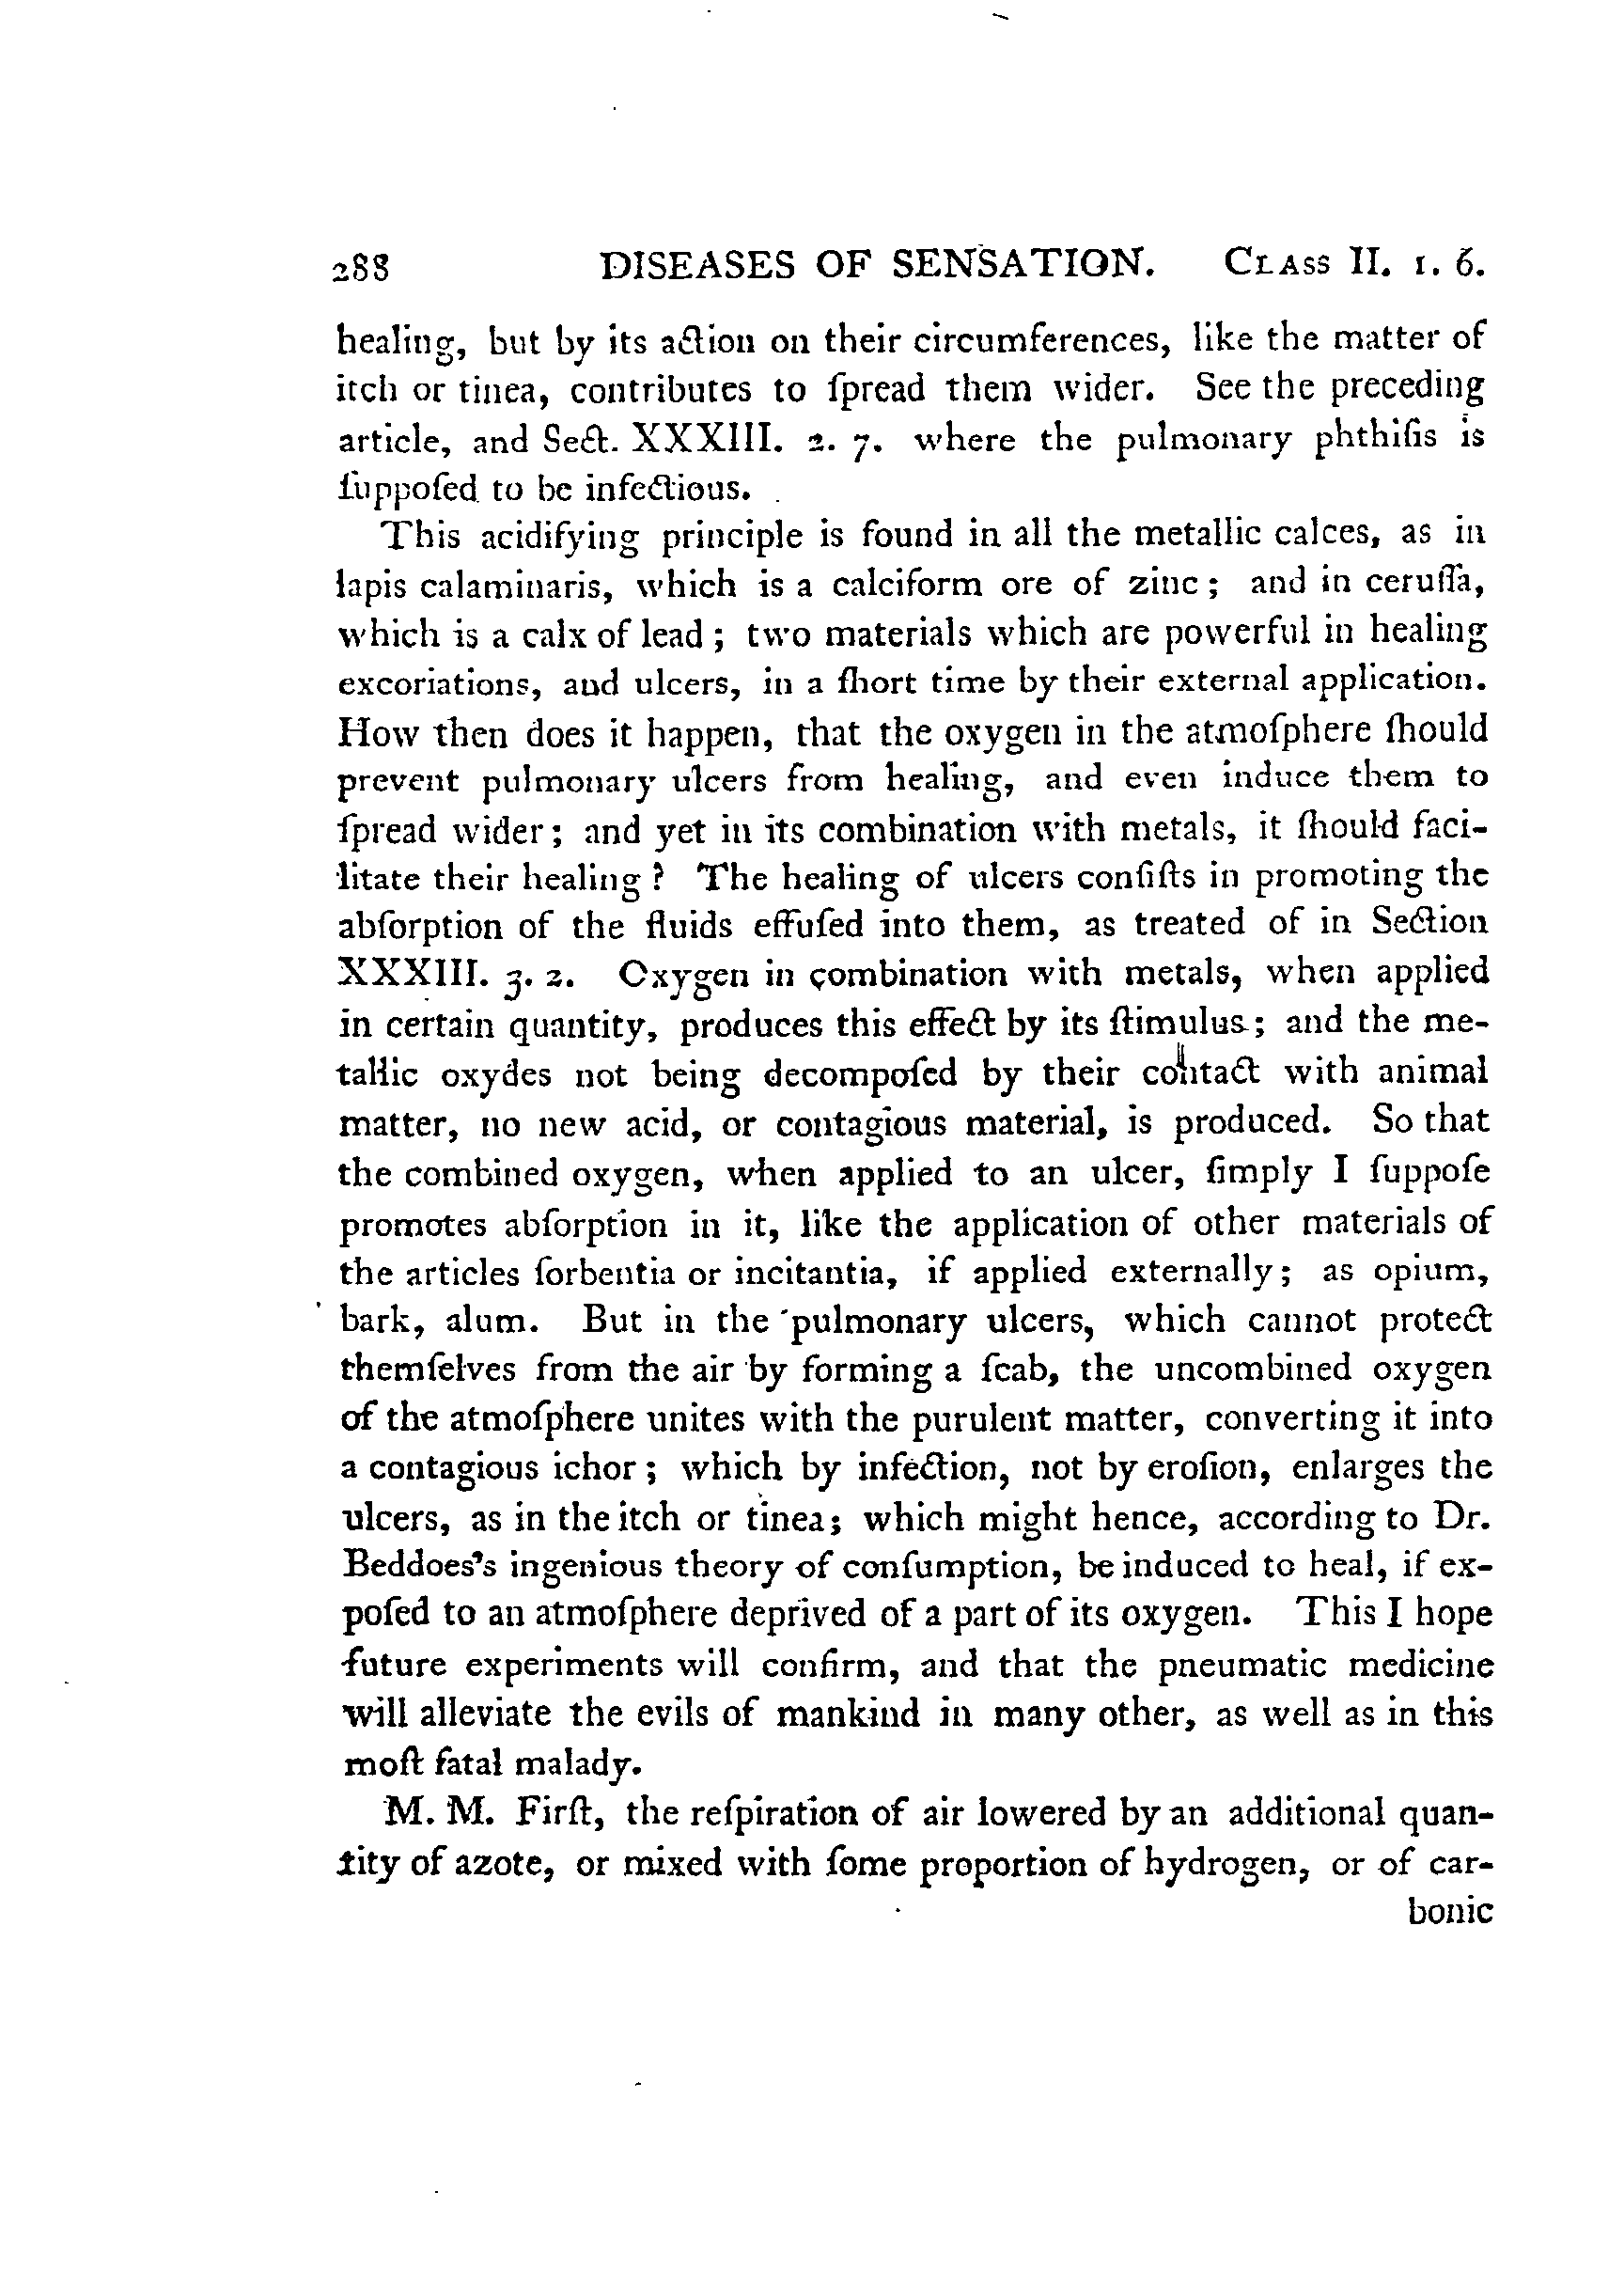 288 DISEASES OF SENSATION. CLASS II. 1. 6.
healing, but by its action on their circumferences, like the matter of
itch or tinea, contributes to ſpread them wider. See the preceding
article, and Sect. XXXIII. 2. 7. where the pulmonary phthiſis is
ſuppoſed to be infectious.
This acidifying principle is found in all the metallic calces, as in
lapis calaminaris, which is a calciform ore of zinc; and in ceruſſa,
which is a calx of lead; two materials which are powerful in healing
excoriations, and ulcers, in a ſhort time by their external application.
How then does it happen, that the oxygen in the atmoſphere ſhould
prevent pulmonary ulcers from healing, and even induce them to
ſpread wider; and yet in its combination with metals, it ſhould faci-
litate their healing? The healing of ulcers conſiſts in promoting the
abſorption of the fluids effuſed into them, as treated of in Section
XXXIII. 3. 2. Oxygen in combination with metals, when applied
in certain quantity, produces this effect by its ſtimulus; and the me-
tallic oxydes not being decompoſed by their contact with animal
matter, no new acid, or contagious material, is produced. So that
the combined oxygen, when applied to an ulcer, ſimply I ſuppoſe
promotes abſorption in it, like the application of other materials of
the articles ſorbentia or incitantia, if applied externally; as opium,
bark, alum. But in the pulmonary ulcers, which cannot protect
themſelves from the air by forming a ſcab, the uncombined oxygen
of the atmoſphere unites with the purulent matter, converting it into
a contagious ichor; which by infection, not by eroſion, enlarges the
ulcers, as in the itch or tinea; which might hence, according to Dr.
Beddoes's ingenious theory of conſumption, be induced to heal, if ex-
poſed to an atmoſphere deprived of a part of its oxygen. This I hope
future experiments will confirm, and that the pneumatic medicine
will alleviate the evils of mankind in many other, as well as in this
moſt fatal malady.
M. M. Firſt, the reſpiration of air lowered by an additional quan-
tity of azote, or mixed with ſome proportion of hydrogen, or of car-
bonic